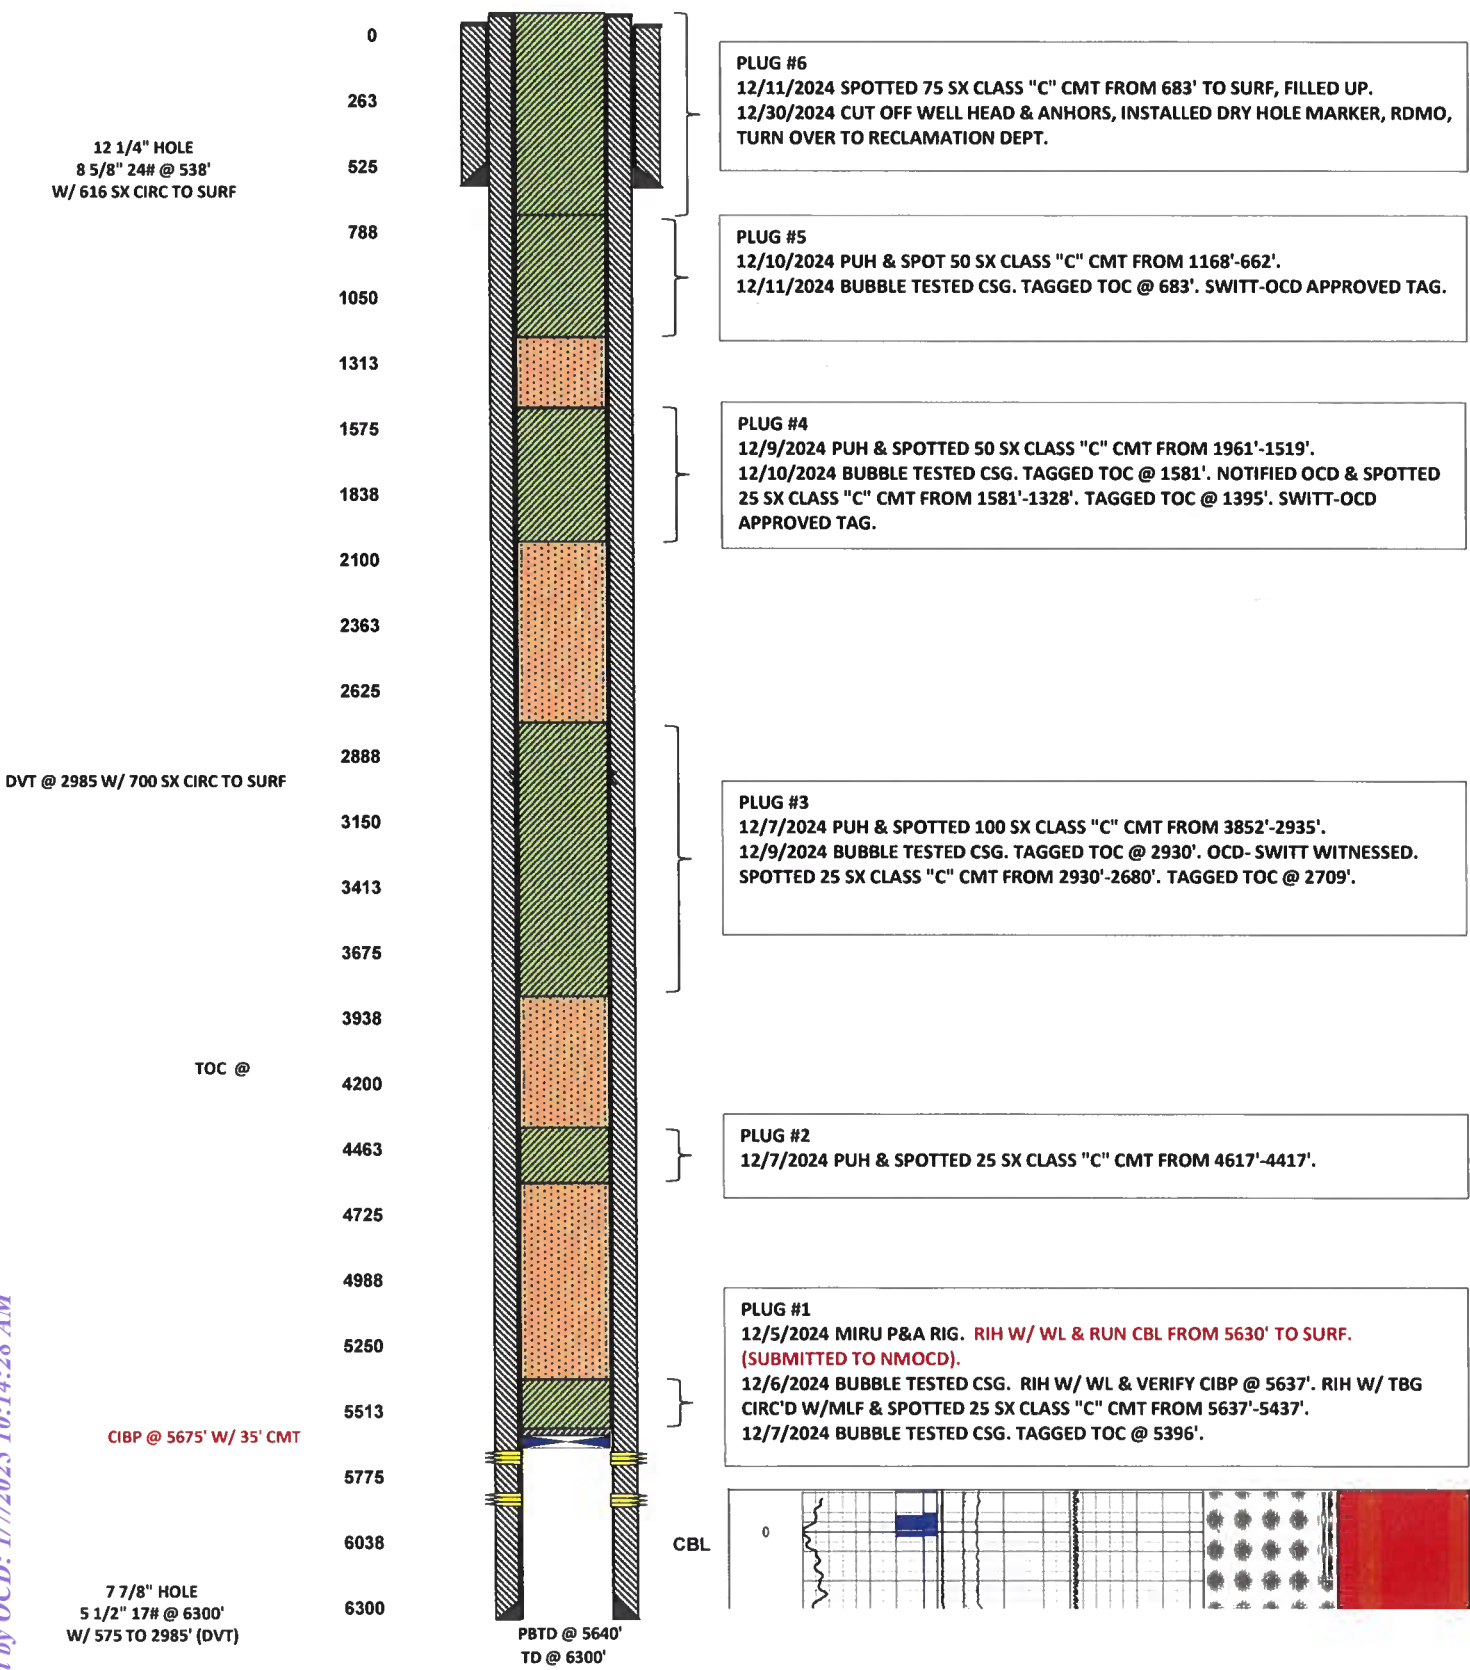 0
263
525
788
1050
1313
1575
1838
2100
2363
2625
2888
3150
3413
3675
3938
4200
4463
4725
4988
5250
5513
5775
6038
6300
12 1/4" HOLE
8 5/8" 24# @ 538'
W/ 616 SX CIRC TO SURF
DVT @ 2985 W/ 700 SX CIRC TO SURF
TOC @
CIBP @ 5675' W/ 35' CMT
7 7/8" HOLE
5 1/2" 17# @ 6300'
W/ 575 TO 2985' (DVT)
PBTD @ 5640'
TD @ 6300'
PLUG #6
12/11/2024 SPOTTED 75 SX CLASS "C" CMT FROM 683' TO SURF, FILLED UP.
12/30/2024 CUT OFF WELL HEAD & ANHORS, INSTALLED DRY HOLE MARKER, RDMO,
TURN OVER TO RECLAMATION DEPT.
PLUG #5
12/10/2024 PUH & SPOT 50 SX CLASS "C" CMT FROM 1168'-662'.
12/11/2024 BUBBLE TESTED CSG. TAGGED TOC @ 683'. SWITT-OCD APPROVED TAG.
PLUG #4
12/9/2024 PUH & SPOTTED 50 SX CLASS "C" CMT FROM 1961'-1519'.
12/10/2024 BUBBLE TESTED CSG. TAGGED TOC @ 1581'. NOTIFIED OCD & SPOTTED
25 SX CLASS "C" CMT FROM 1581'-1328'. TAGGED TOC @ 1395'. SWITT-OCD
APPROVED TAG.
PLUG #3
12/7/2024 PUH & SPOTTED 100 SX CLASS "C" CMT FROM 3852'-2935'.
12/9/2024 BUBBLE TESTED CSG. TAGGED TOC @ 2930'. OCD- SWITT WITNESSED.
SPOTTED 25 SX CLASS "C" CMT FROM 2930'-2680'. TAGGED TOC @ 2709'.
PLUG #2
12/7/2024 PUH & SPOTTED 25 SX CLASS "C" CMT FROM 4617'-4417'.
PLUG #1
12/5/2024 MIRU P&A RIG. RIH W/ WL & RUN CBL FROM 5630' TO SURF.
(SUBMITTED TO NMOCD).
12/6/2024 BUBBLE TESTED CSG. RIH W/ WL & VERIFY CIBP @ 5637'. RIH W/ TBG
CIRC'D W/MLF & SPOTTED 25 SX CLASS "C" CMT FROM 5637'-5437'.
12/7/2024 BUBBLE TESTED CSG. TAGGED TOC @ 5396'.
CBL
0
by OCD: 1/7/2025 10:14:28 AM